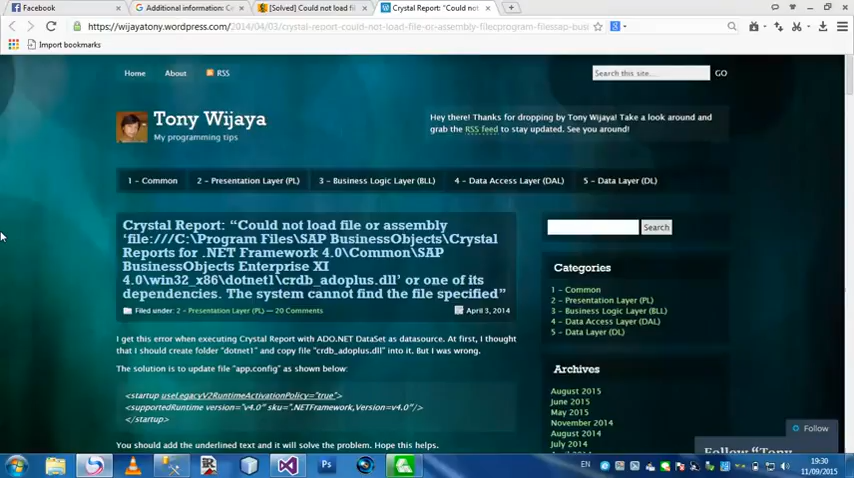 Facebook
Additional information: C
[Solved] Could not load fil
Crystal Report: "Could not
https://wijayatony.wordpress.com/2014/04/03/crystal-report-could-not-load-file-or-assembly-filecprogram-filessap-busi
Import bookmarks
Home About RSS
Search this site... GO
Tony Wijaya
My programming tips
Hey there! Thanks for dropping by Tony Wijaya! Take a look around and
grab the RSS feed to stay updated. See you around!
1 – Common 2 – Presentation Layer (PL) 3 – Business Logic Layer (BLL) 4 – Data Access Layer (DAL) 5 – Data Layer (DL)
Crystal Report: “Could not load file or assembly
‘file:///C:\Program Files\SAP BusinessObjects\Crystal
Reports for .NET Framework 4.0\Common\SAP
BusinessObjects Enterprise XI
4.0\win32_x86\dotnet1\crdb_adoplus.dll’ or one of its
dependencies. The system cannot find the file specified”
Filed under: 2 – Presentation Layer (PL) — 20 Comments
April 3, 2014
I get this error when executing Crystal Report with ADO.NET DataSet as datasource. At first, I thought
that I should create folder “dotnet1” and copy file “crdb_adoplus.dll” into it. But I was wrong.
The solution is to update file “app.config” as shown below:
<startup useLegacyV2RuntimeActivationPolicy=”true”>
<supportedRuntime version=”v4.0″ sku=”.NETFramework,Version=v4.0″/>
</startup>
You should add the underlined text and it will solve the problem. Hope this helps.
Search
Categories
1 – Common
2 – Presentation Layer (PL)
3 – Business Logic Layer (BLL)
4 – Data Access Layer (DAL)
5 – Data Layer (DL)
Archives
August 2015
June 2015
May 2015
November 2014
August 2014
July 2014
Follow
Follow “Tony
Ps
EN
19:30
11/09/2015